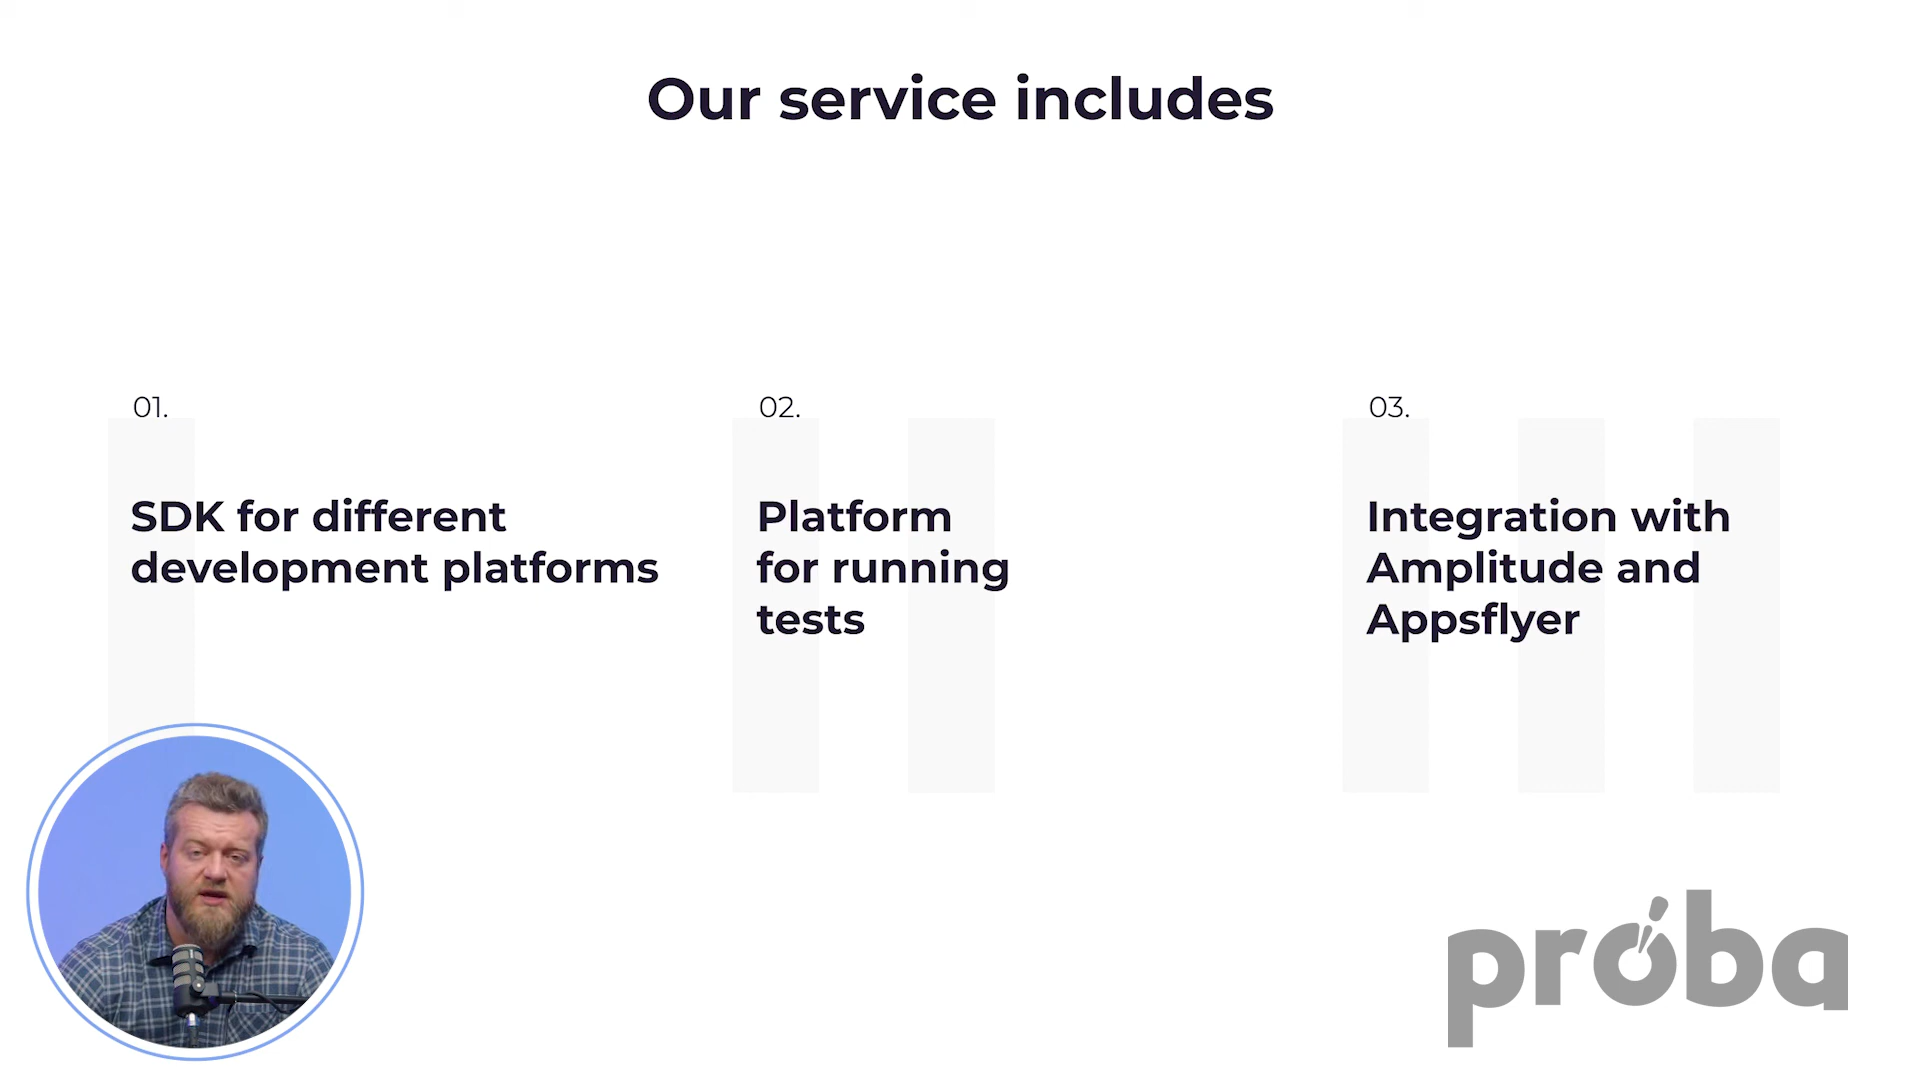 Our service includes
01.
SDK for different
development platforms
02.
Platform
for running
tests
03.
Integration with
Amplitude and
Appsflyer
próba